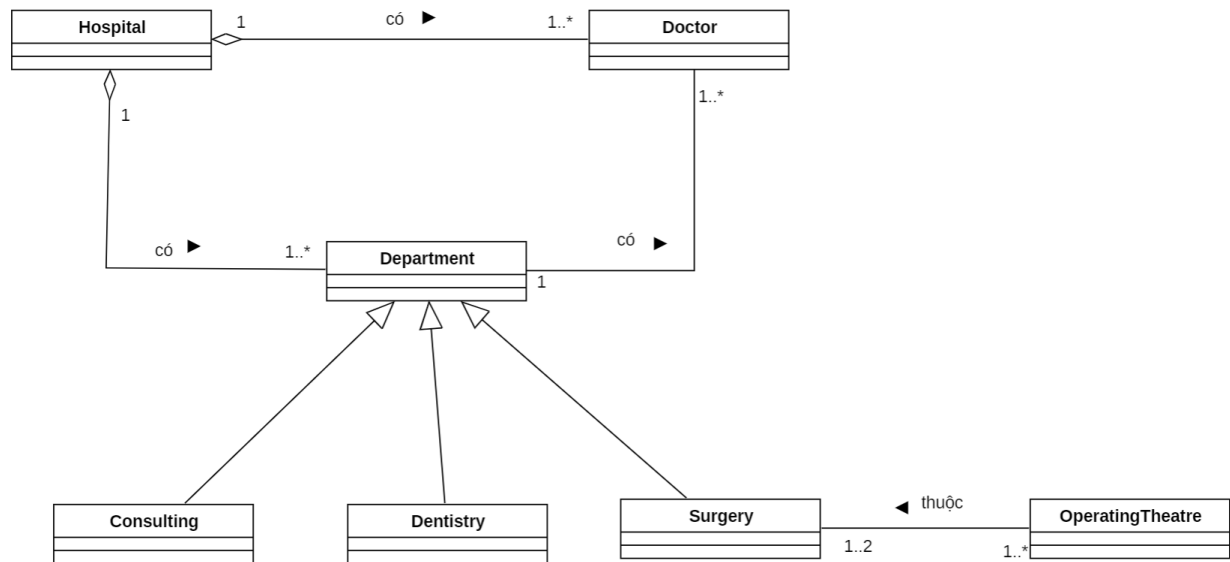 Hospital
1
có
1..*
Doctor
1
1..*
có
1..*
Department
1
có
Consulting
Dentistry
Surgery
1..2
thuộc
1..*
OperatingTheatre